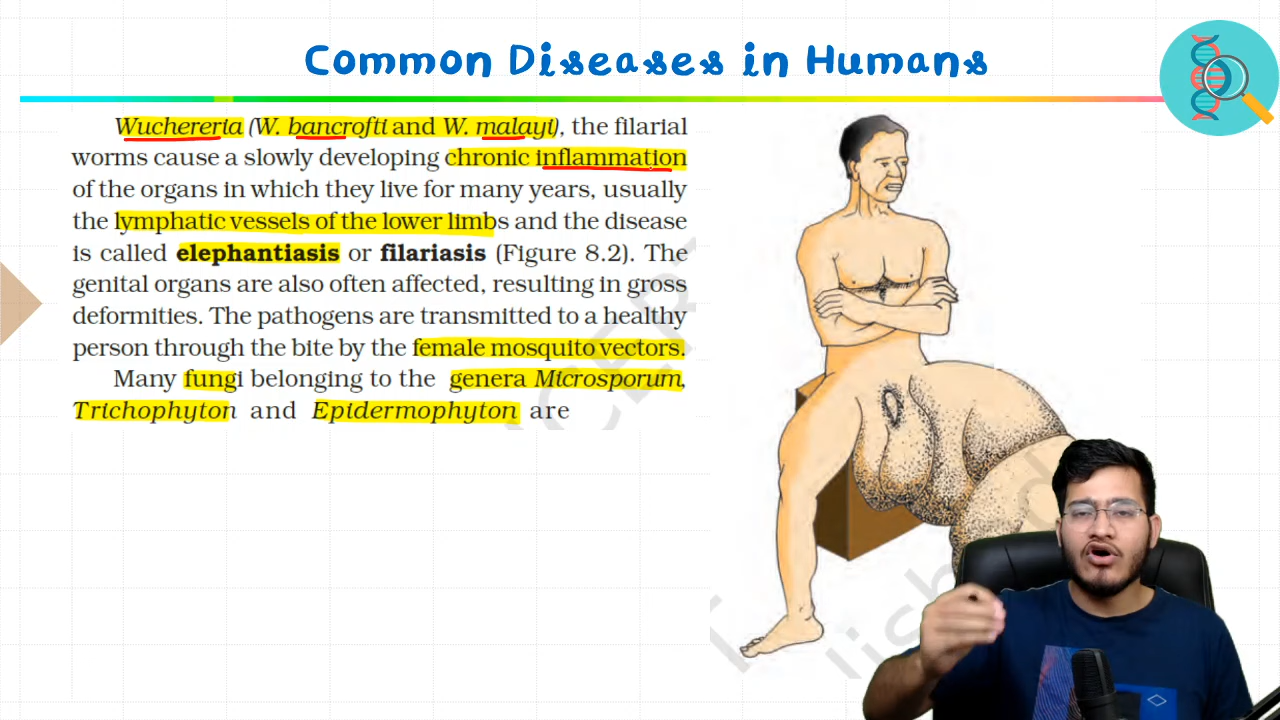 Common Diseases in Humans
Wuchereria (W. bancrofti and W. malayi), the filarial
worms cause a slowly developing chronic inflammation
of the organs in which they live for many years, usually
the lymphatic vessels of the lower limbs and the disease
is called elephantiasis or filariasis (Figure 8.2). The
genital organs are also often affected, resulting in gross
deformities. The pathogens are transmitted to a healthy
person through the bite by the female mosquito vectors.
Many fungi belonging to the genera Microsporum,
Trichophyton and Epidermophyton are